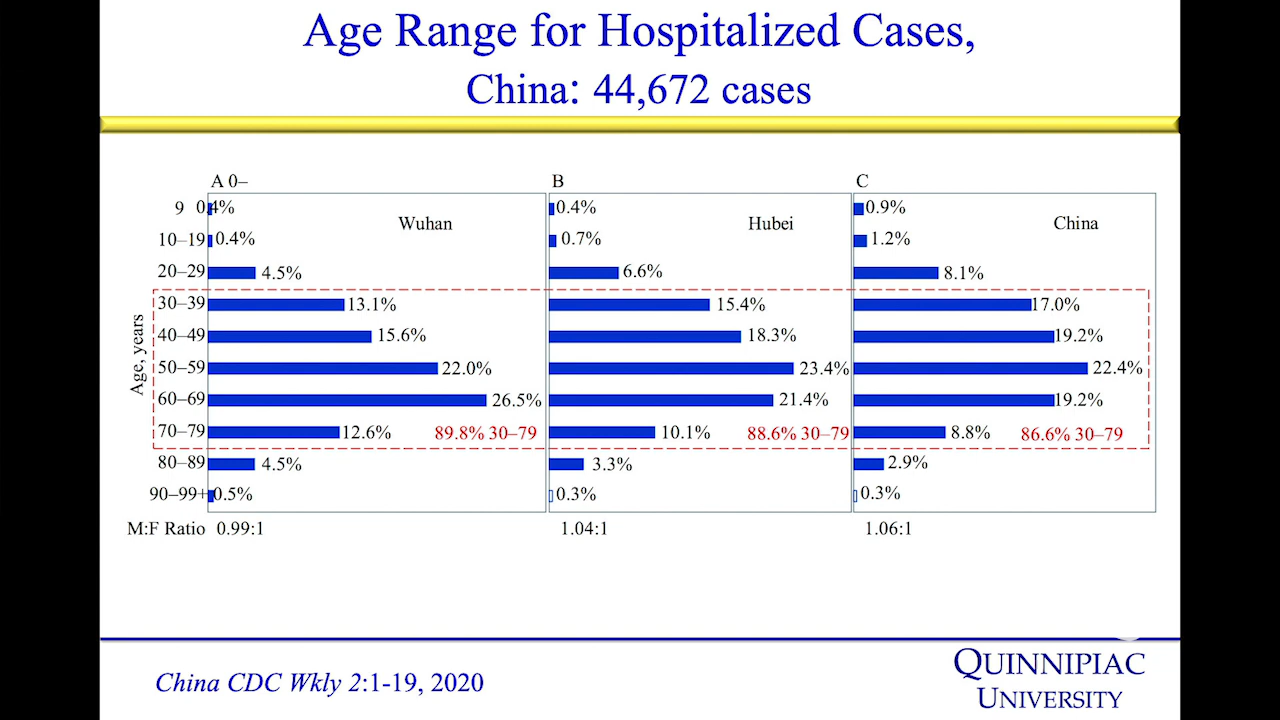 Age Range for Hospitalized Cases,
China: 44,672 cases
A 0–
B
C
9 0.4% 0.4% 0.9%
Wuhan Hubei China
10–19 0.4% 0.7% 1.2%
20–29 4.5% 6.6% 8.1%
30–39 13.1% 15.4% 17.0%
40–49 15.6% 18.3% 19.2%
Age, years
50–59 22.0% 23.4% 22.4%
60–69 26.5% 21.4% 19.2%
70–79 12.6% 89.8% 30–79 10.1% 88.6% 30–79 8.8% 86.6% 30–79
80–89 4.5% 3.3% 2.9%
90–99+ 0.5% 0.3% 0.3%
M:F Ratio 0.99:1 1.04:1 1.06:1
China CDC Wkly 2:1-19, 2020
QUINNIPIAC
UNIVERSITY